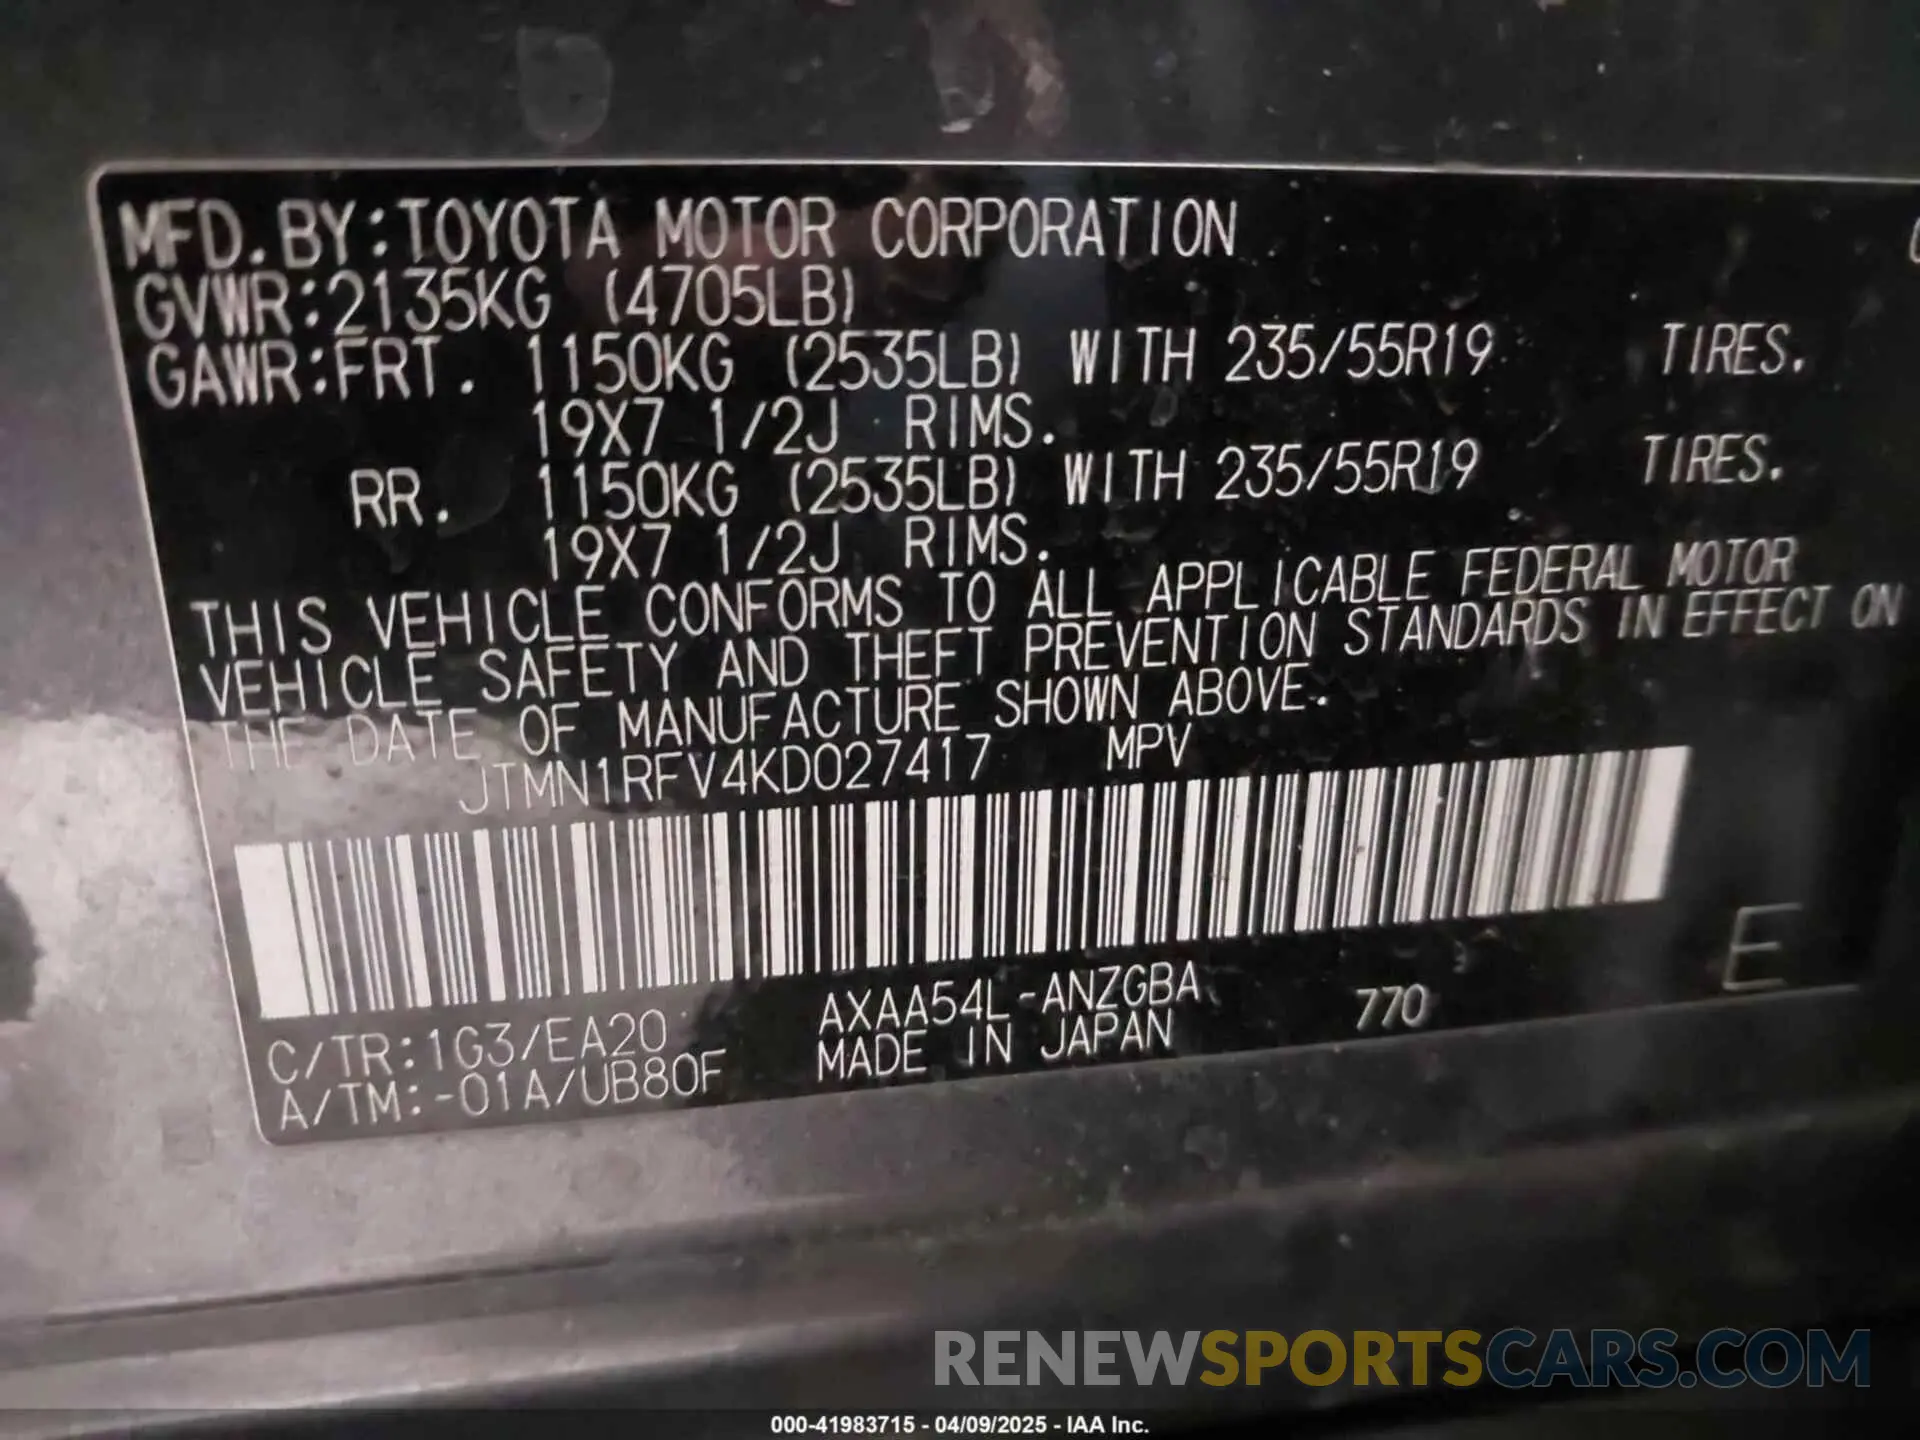 MFD.BY:TOYOTA MOTOR CORPORATION
GVWR:2135KG (4705LB)
GAWR:FRT. 1150KG (2535LB) WITH 235/55R19 TIRES.
19X7 1/2J RIMS.
RR. 1150KG (2535LB) WITH 235/55R19 TIRES.
19X7 1/2J RIMS.
THIS VEHICLE CONFORMS TO ALL APPLICABLE FEDERAL MOTOR
VEHICLE SAFETY AND THEFT PREVENTION STANDARDS IN EFFECT ON
THE DATE OF MANUFACTURE SHOWN ABOVE.
JTMN1RFV4KD027417 MPV
E
C/TR:1G3/EA20 AXAA54L-ANZGBA 770
A/TM:-01A/UB80F MADE IN JAPAN
RENEWSPORTSCARS.COM
000-41983715 - 04/09/2025 - IAA Inc.